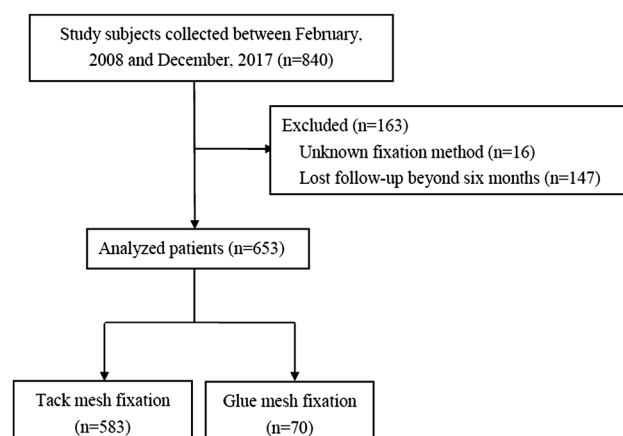 Study subjects collected between February,
2008 and December, 2017 (n=840)
Excluded (n=163)
Unknown fixation method (n=16)
Lost follow-up beyond six months (n=147)
Analyzed patients (n=653)
Tack mesh fixation
(n=583)
Glue mesh fixation
(n=70)